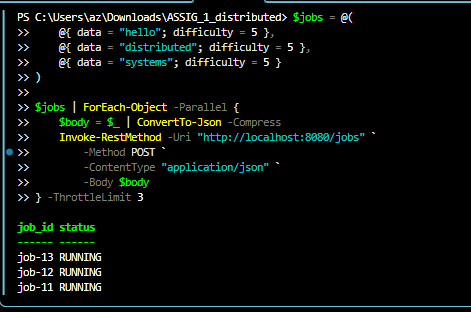 PS C:\Users\az\Downloads\ASSIG_1_distributed> $jobs = @(
>>     @{ data = "hello"; difficulty = 5 },
>>     @{ data = "distributed"; difficulty = 5 },
>>     @{ data = "systems"; difficulty = 5 }
>> )
>>
>> $jobs | ForEach-Object -Parallel {
>>     $body = $_ | ConvertTo-Json -Compress
>>     Invoke-RestMethod -Uri "http://localhost:8080/jobs" `
>>         -Method POST `
>>         -ContentType "application/json" `
>>         -Body $body
>> } -ThrottleLimit 3

job_id status
------ ------
job-13 RUNNING
job-12 RUNNING
job-11 RUNNING